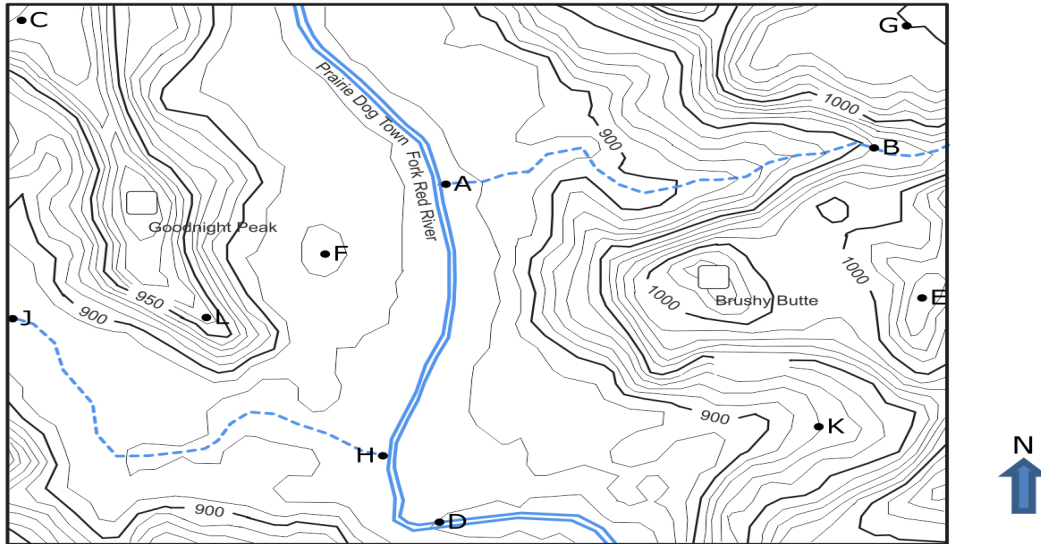 C
G
Prairie Dog Town
Fork Red River
1000
900
B
A
Goodnight Peak
F
1000
1000
Brushy Butte
E
950
900
J
L
900
K
H
N
900
D